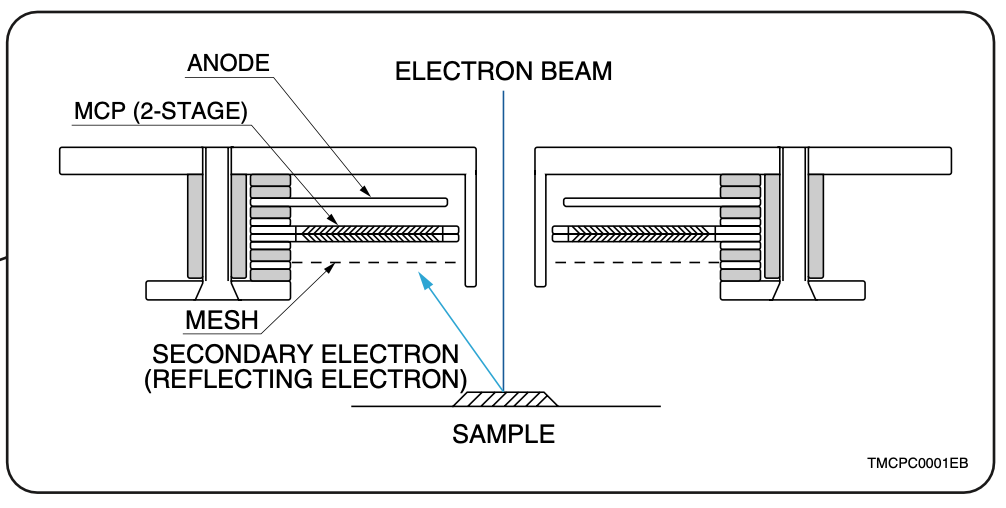 ANODE
ELECTRON BEAM
MCP (2-STAGE)
MESH
SECONDARY ELECTRON
(REFLECTING ELECTRON)
SAMPLE
TMCPC0001EB